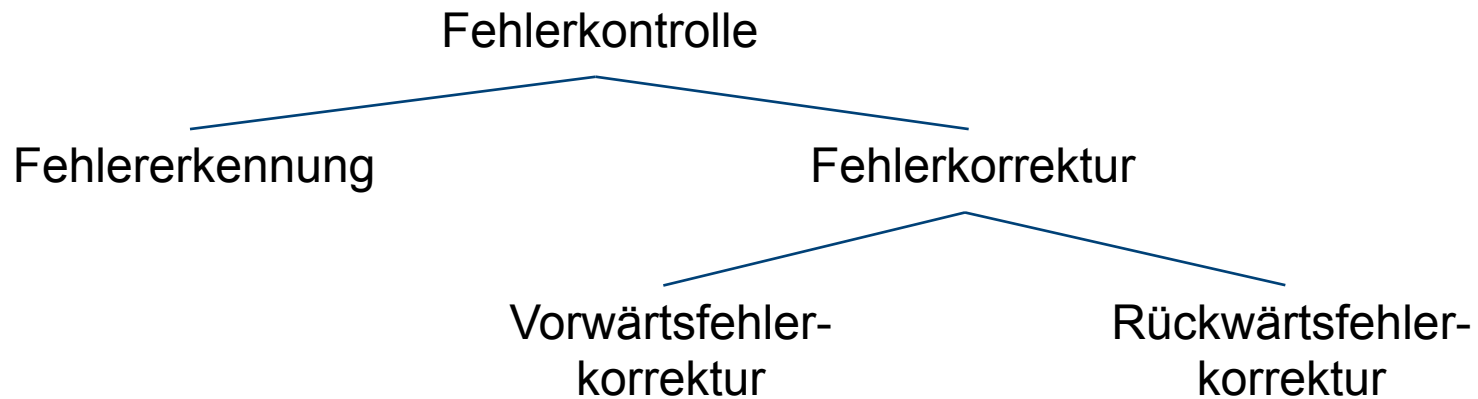 Fehlerkontrolle
Fehlererkennung
Fehlerkorrektur
Vorwärtsfehler-
korrektur
Rückwärtsfehler-
korrektur